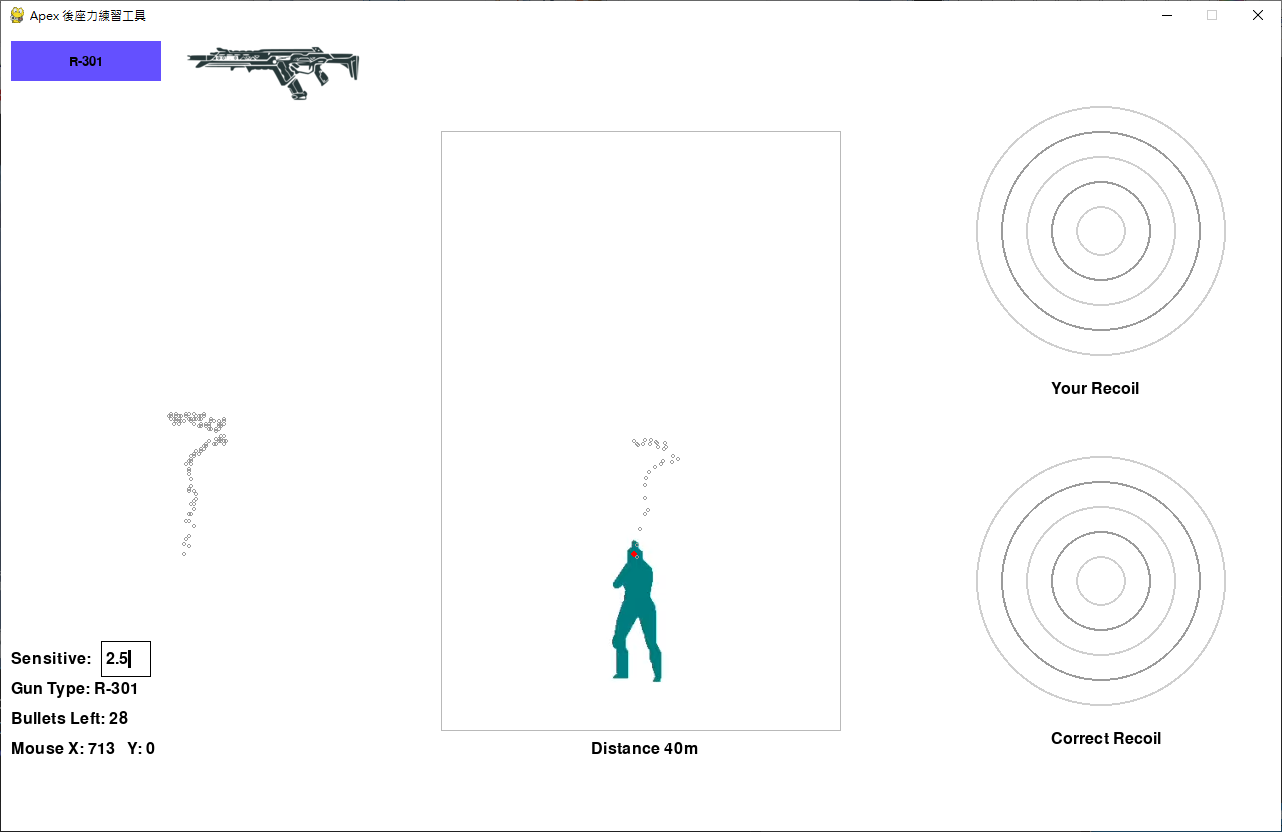 Apex 後座力練習工具
R-301
Your Recoil
Sensitive: 2.5
Gun Type: R-301
Bullets Left: 28
Mouse X: 713 Y: 0
Distance 40m
Correct Recoil